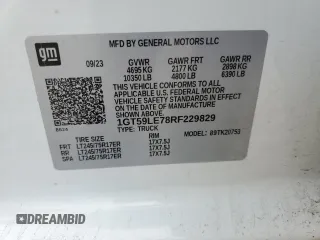 gm
MFD BY GENERAL MOTORS LLC
09/23 GVWR GAWR FRT GAWR RR
4695 KG 2177 KG 2898 KG
10350 LB 4800 LB 6390 LB
THIS VEHICLE CONFORMS TO ALL
APPLICABLE U.S. FEDERAL MOTOR
VEHICLE SAFETY STANDARDS IN
EFFECT ON THE DATE OF
MANUFACTURE SHOWN ABOVE.
1GT59LE78RF229829
TYPE: TRUCK
TIRE SIZE RIM
FRT LT245/75R17ER 17X7.5J
RR LT245/75R17ER 17X7.5J
SPA LT245/75R17ER 17X7.5J
© AUTOBIDMASTER
AUTOBIDMASTER.COM